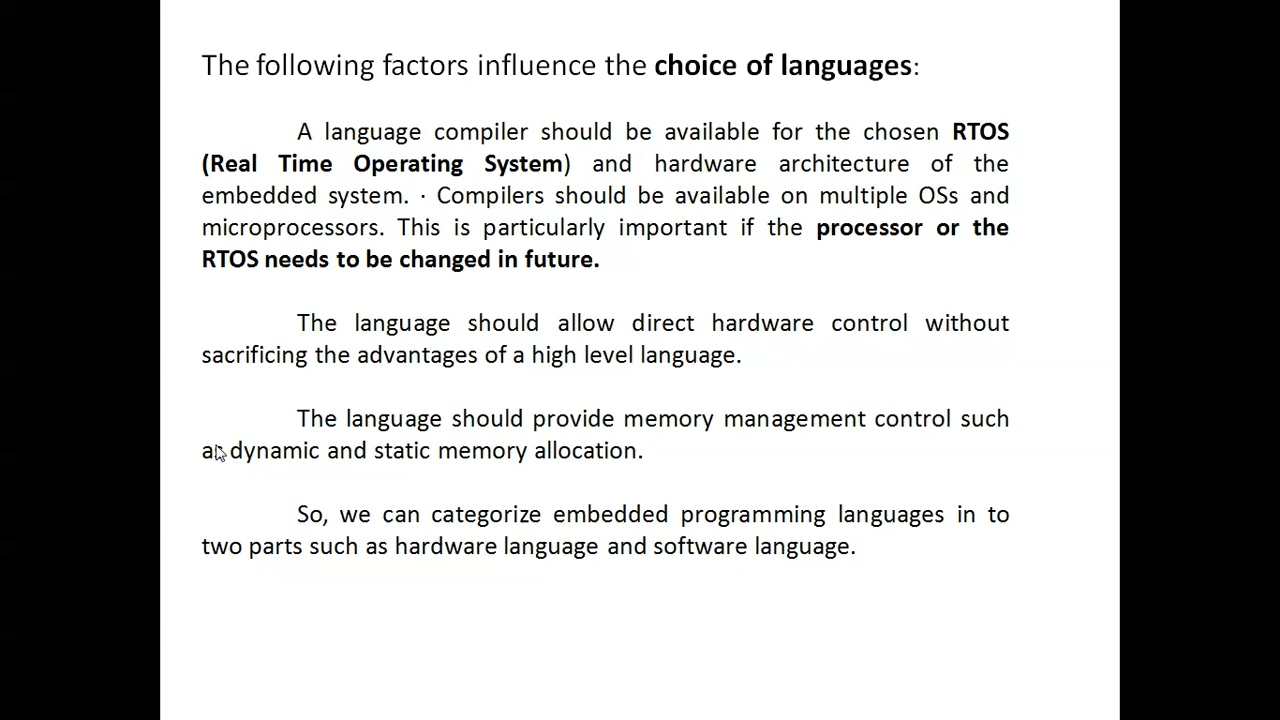 The following factors influence the choice of languages:
A language compiler should be available for the chosen RTOS
(Real Time Operating System) and hardware architecture of the
embedded system. · Compilers should be available on multiple OSs and
microprocessors. This is particularly important if the processor or the
RTOS needs to be changed in future.
The language should allow direct hardware control without
sacrificing the advantages of a high level language.
The language should provide memory management control such
as dynamic and static memory allocation.
So, we can categorize embedded programming languages in to
two parts such as hardware language and software language.